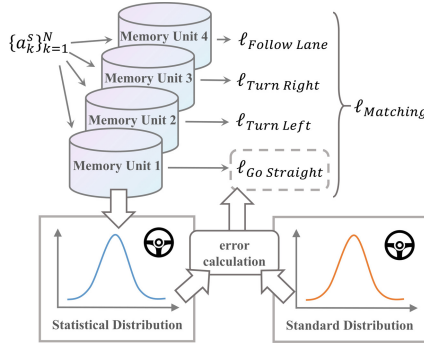 {a_k^s}_{k=1}^N
Memory Unit 4
ℓ_Follow Lane
Memory Unit 3
ℓ_Turn Right
ℓ_Matching
Memory Unit 2
ℓ_Turn Left
Memory Unit 1
ℓ_Go Straight
error
calculation
Statistical Distribution
Standard Distribution